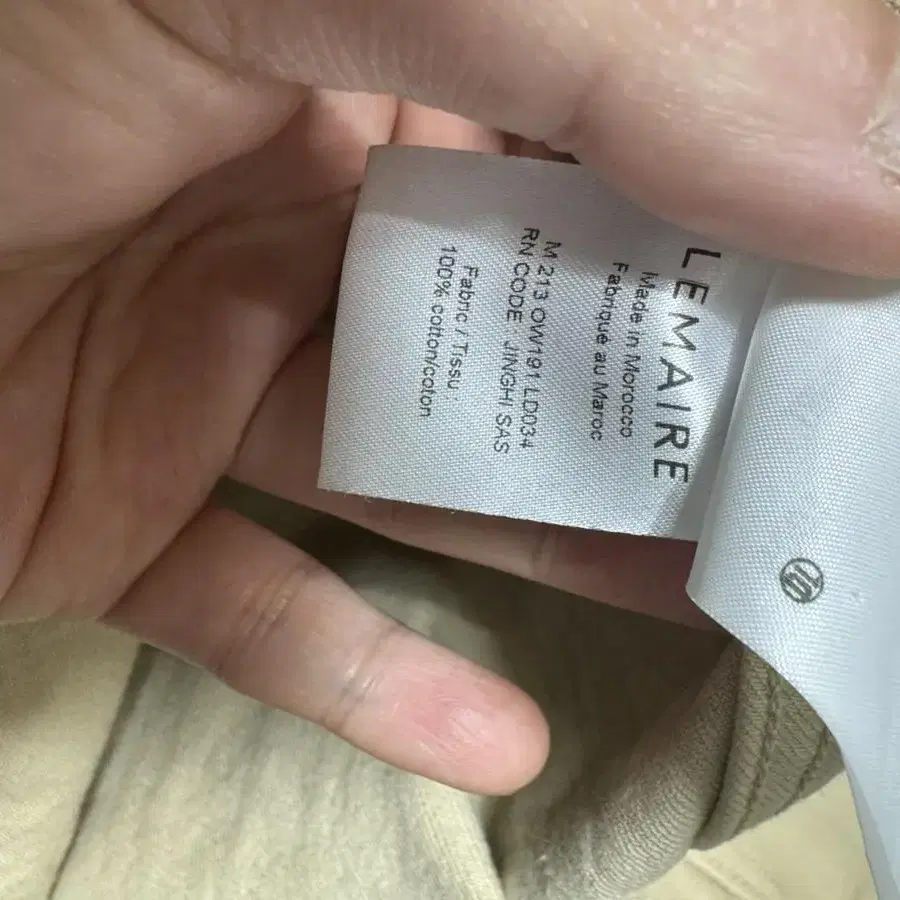 LEMAIRE
Made in Morocco
Fabriqué au Maroc
M 213 OW191 LD034
RN CODE JINGHI SAS
Fabric / Tissu :
100% cotton/coton